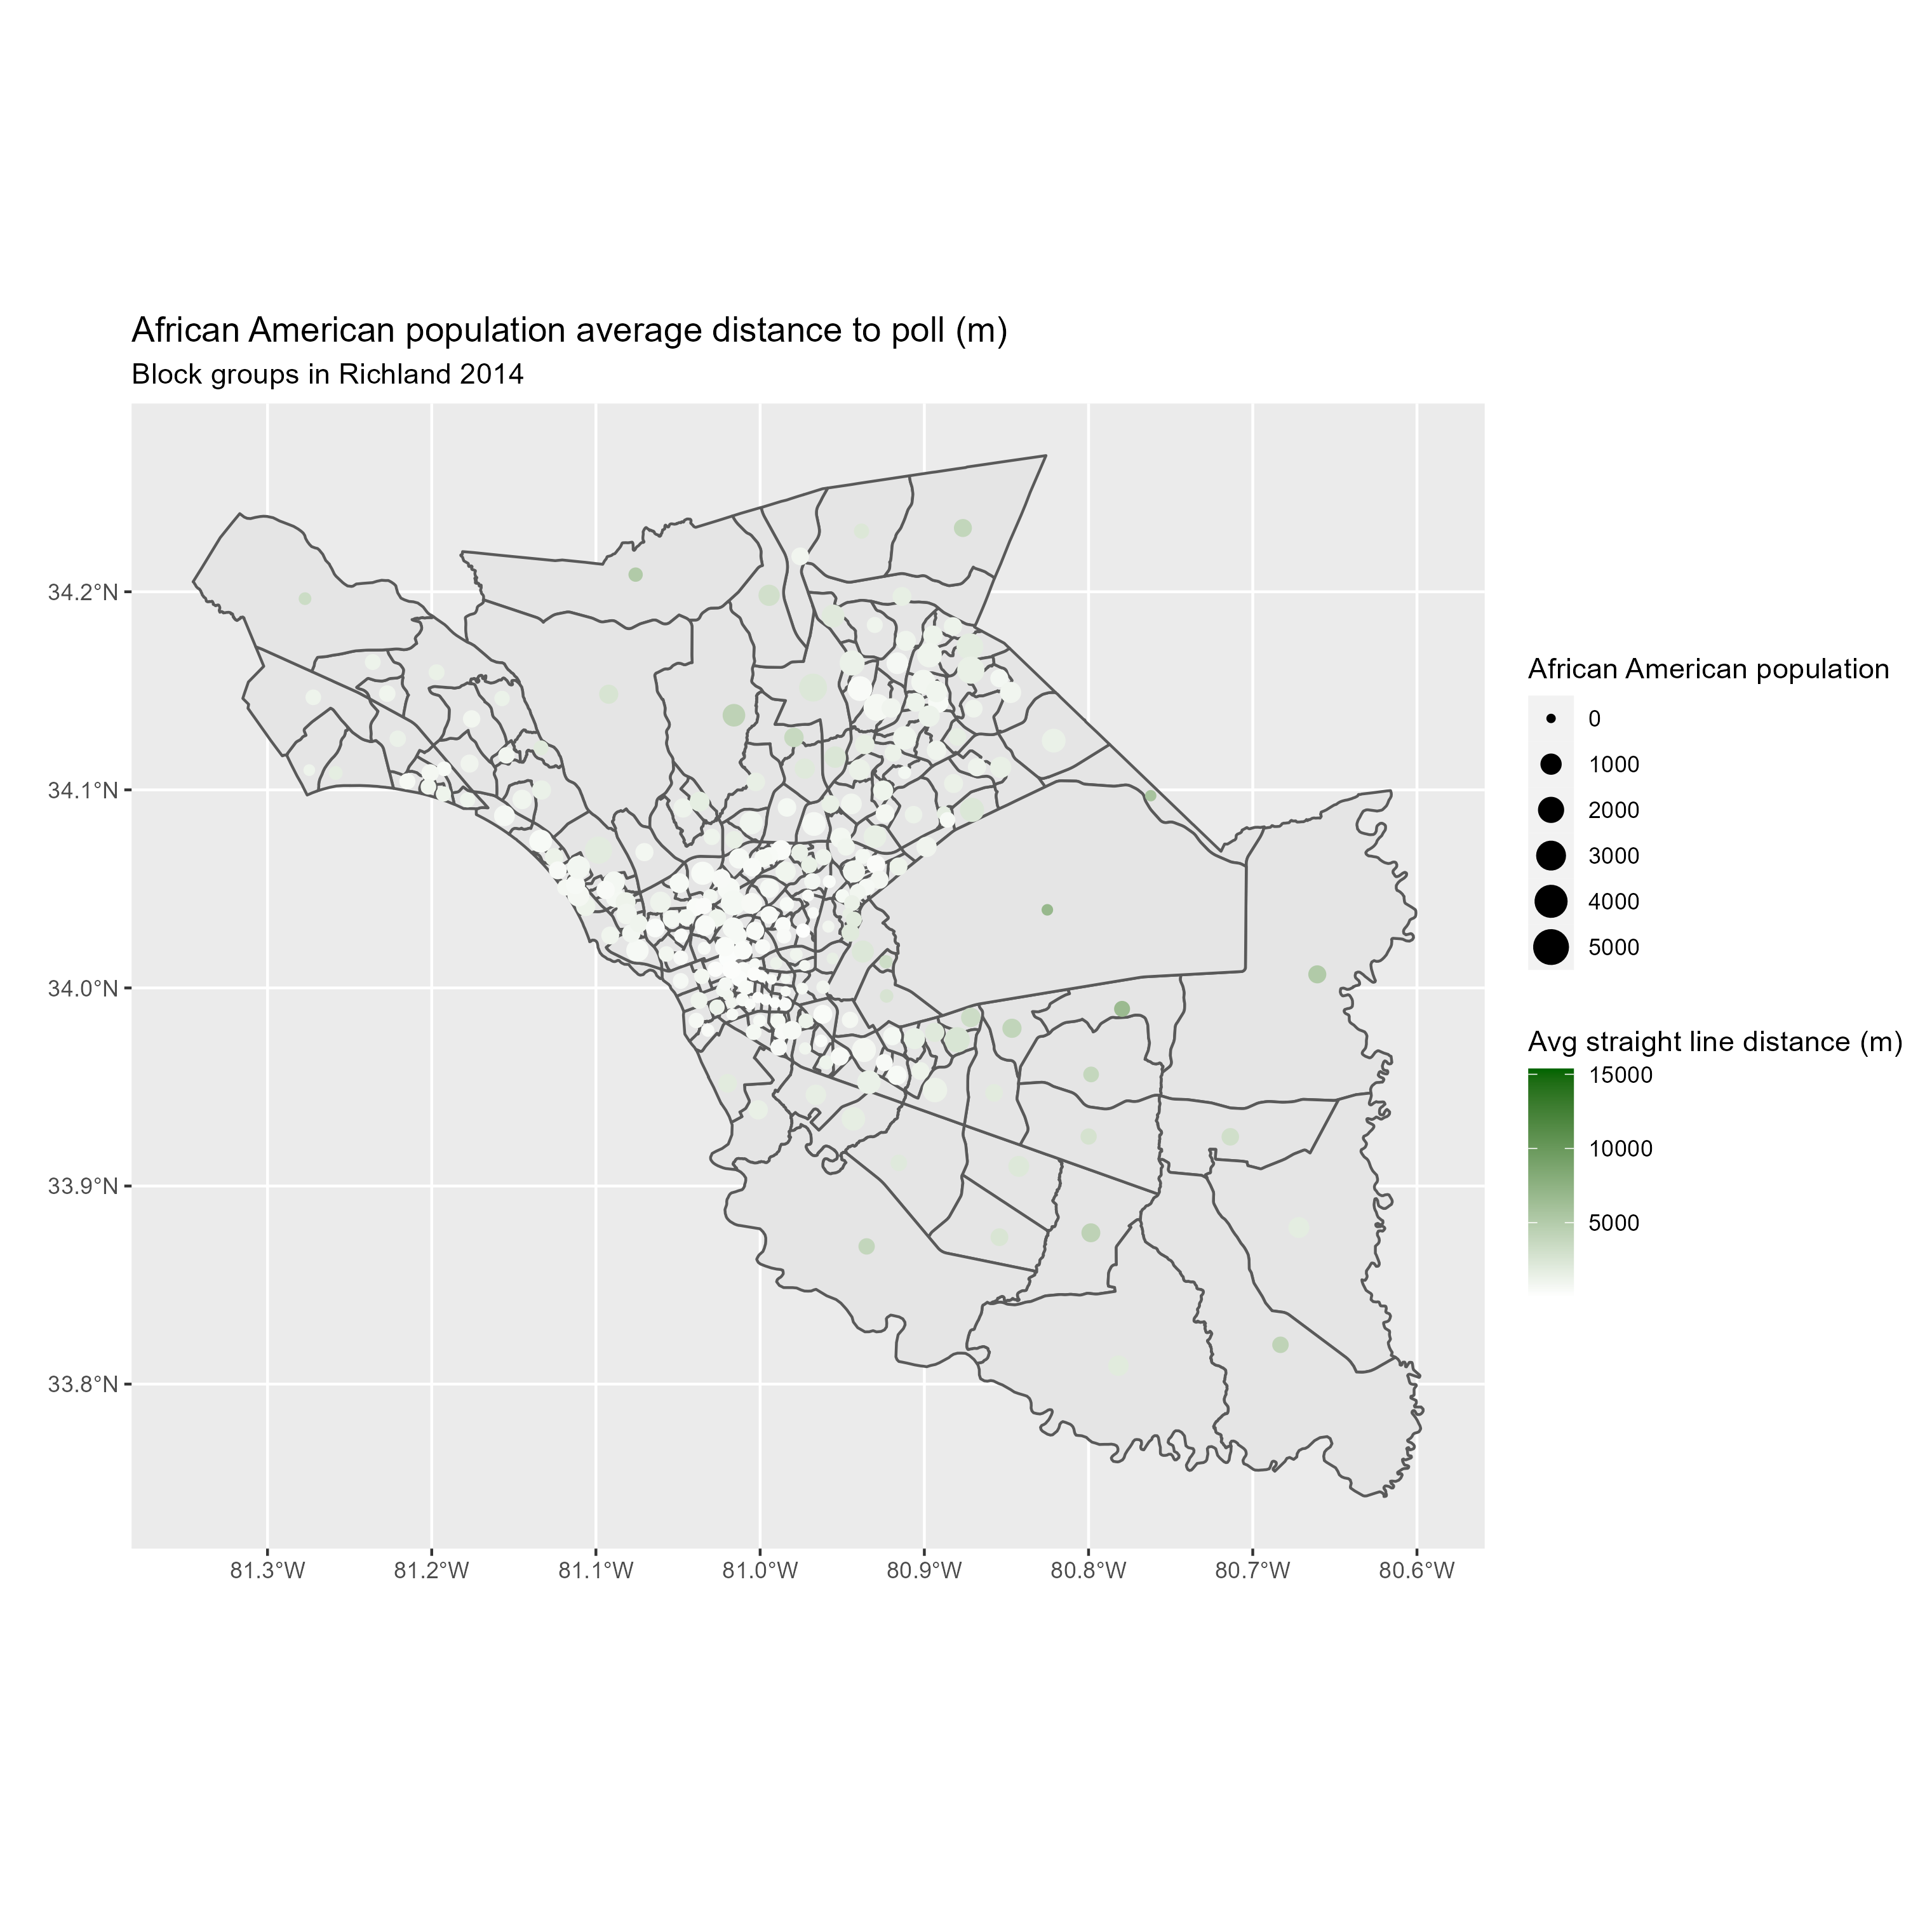 African American population average distance to poll (m)
Block groups in Richland 2014
34.2°N
34.1°N
34.0°N
33.9°N
33.8°N
81.3°W 81.2°W 81.1°W 81.0°W 80.9°W 80.8°W 80.7°W 80.6°W
African American population
0
1000
2000
3000
4000
5000
Avg straight line distance (m)
15000
10000
5000